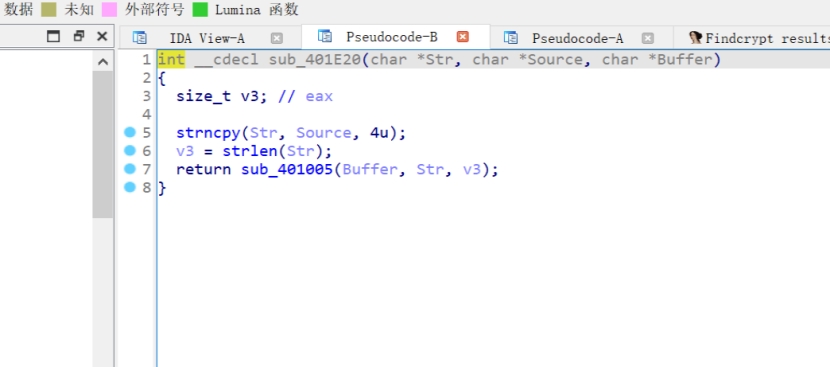 数据 未知 外部符号 Lumina 函数
IDA View-A Pseudocode-B Pseudocode-A Findcrypt results
1 int __cdecl sub_401E20(char *Str, char *Source, char *Buffer)
2 {
3 size_t v3; // eax
4
5 strncpy(Str, Source, 4u);
6 v3 = strlen(Str);
7 return sub_401005(Buffer, Str, v3);
8 }